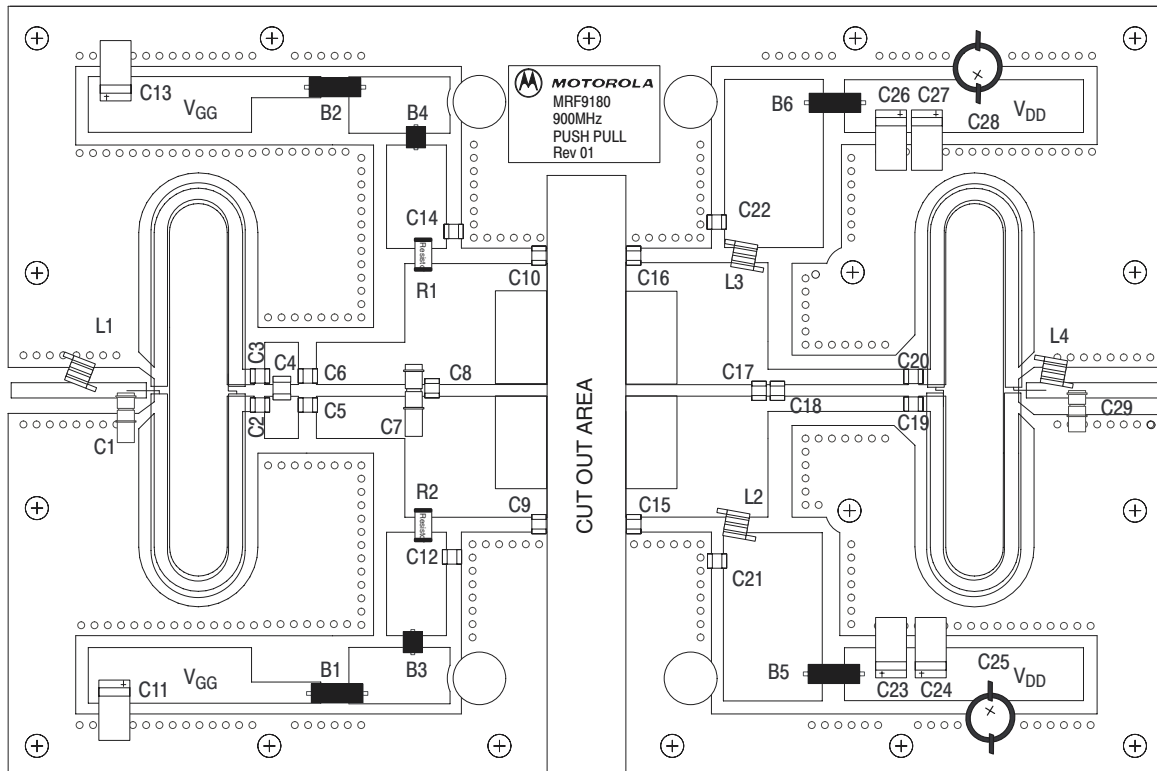 C13
VGG
B2
B4
MOTOROLA
MRF9180
900MHz
PUSH PULL
Rev 01
B6
C26
C27
C28
VDD
C14
C22
R1
C10
C16
L3
L1
C3
C4
C6
C8
C17
C20
L4
C2
C5
C7
C18
C19
C29
C1
CUT OUT AREA
R2
C9
C15
L2
C12
C21
C11
VGG
B1
B3
B5
C23
C24
C25
VDD